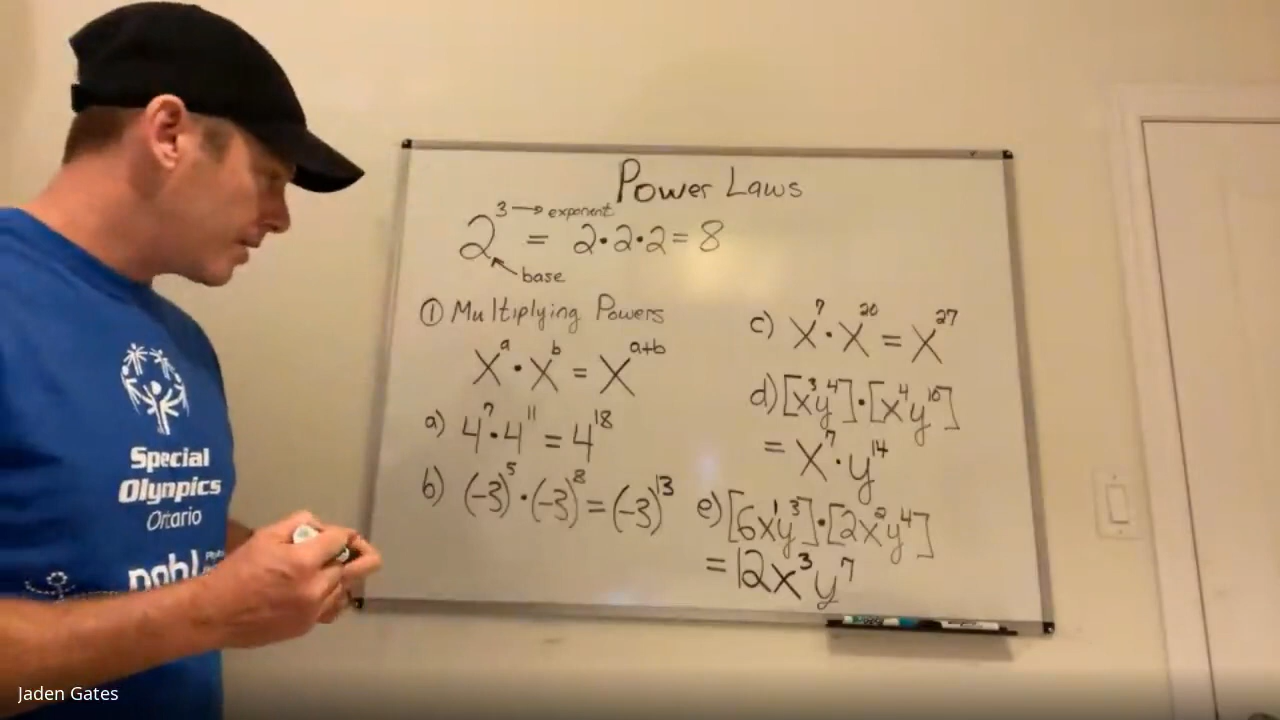 Power Laws
2³ → exponent = 2·2·2 = 8
base
① Multiplying Powers
xᵃ · xᵇ = xᵃ⁺ᵇ
a) 4⁷·4¹¹ = 4¹⁸
b) (-3)⁵ · (-3)⁸ = (-3)¹³
c) x⁷ · x²⁰ = x²⁷
d) [x³y⁴]·[x⁴y¹⁰]
= x⁷ · y¹⁴
e) [6x¹y³]·[2x²y⁴]
= 12x³y⁷
Special
Olympics
Ontario
Jaden Gates